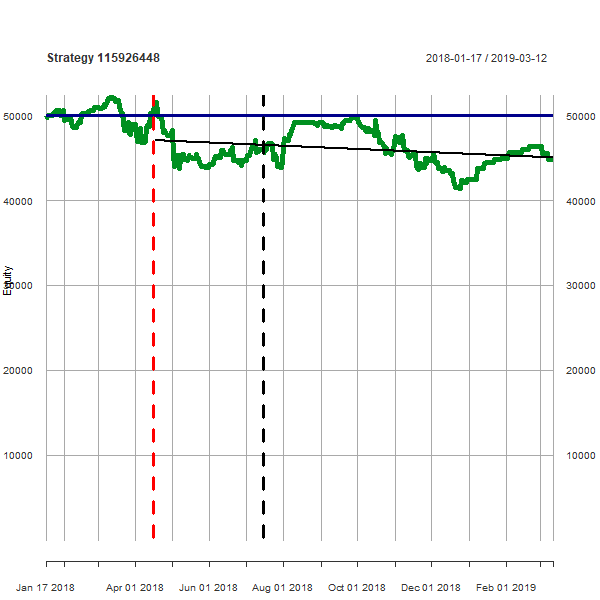 Strategy 115926448
2018-01-17 / 2019-03-12
50000 50000
40000 40000
Equity
30000 30000
20000 20000
10000 10000
Jan 17 2018 Apr 01 2018 Jun 01 2018 Aug 01 2018 Oct 01 2018 Dec 01 2018 Feb 01 2019